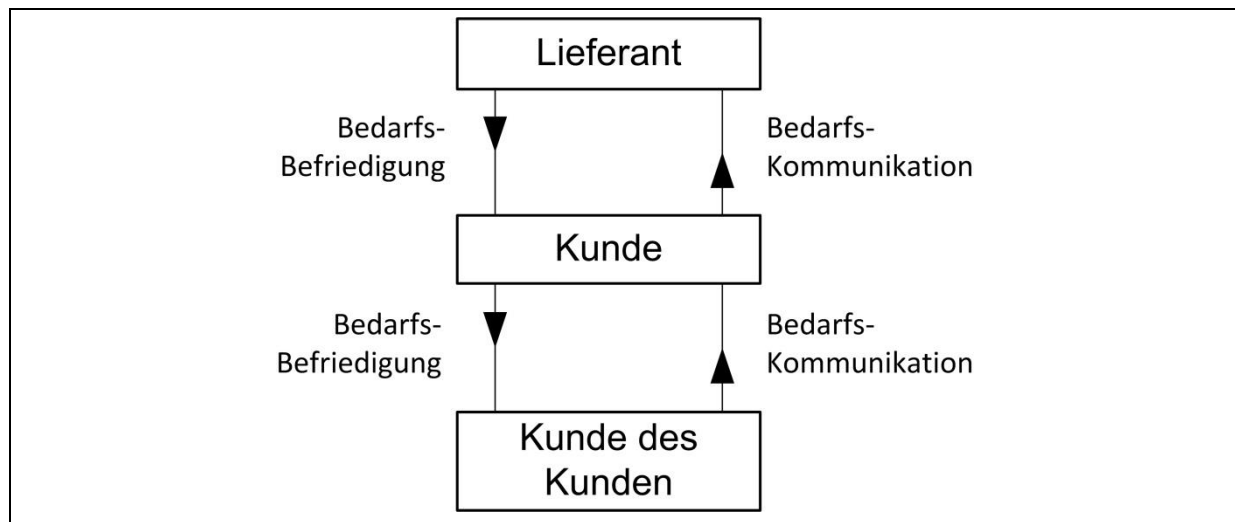 Lieferant
Bedarfs-
Befriedigung
Bedarfs-
Kommunikation
Kunde
Bedarfs-
Befriedigung
Bedarfs-
Kommunikation
Kunde des
Kunden